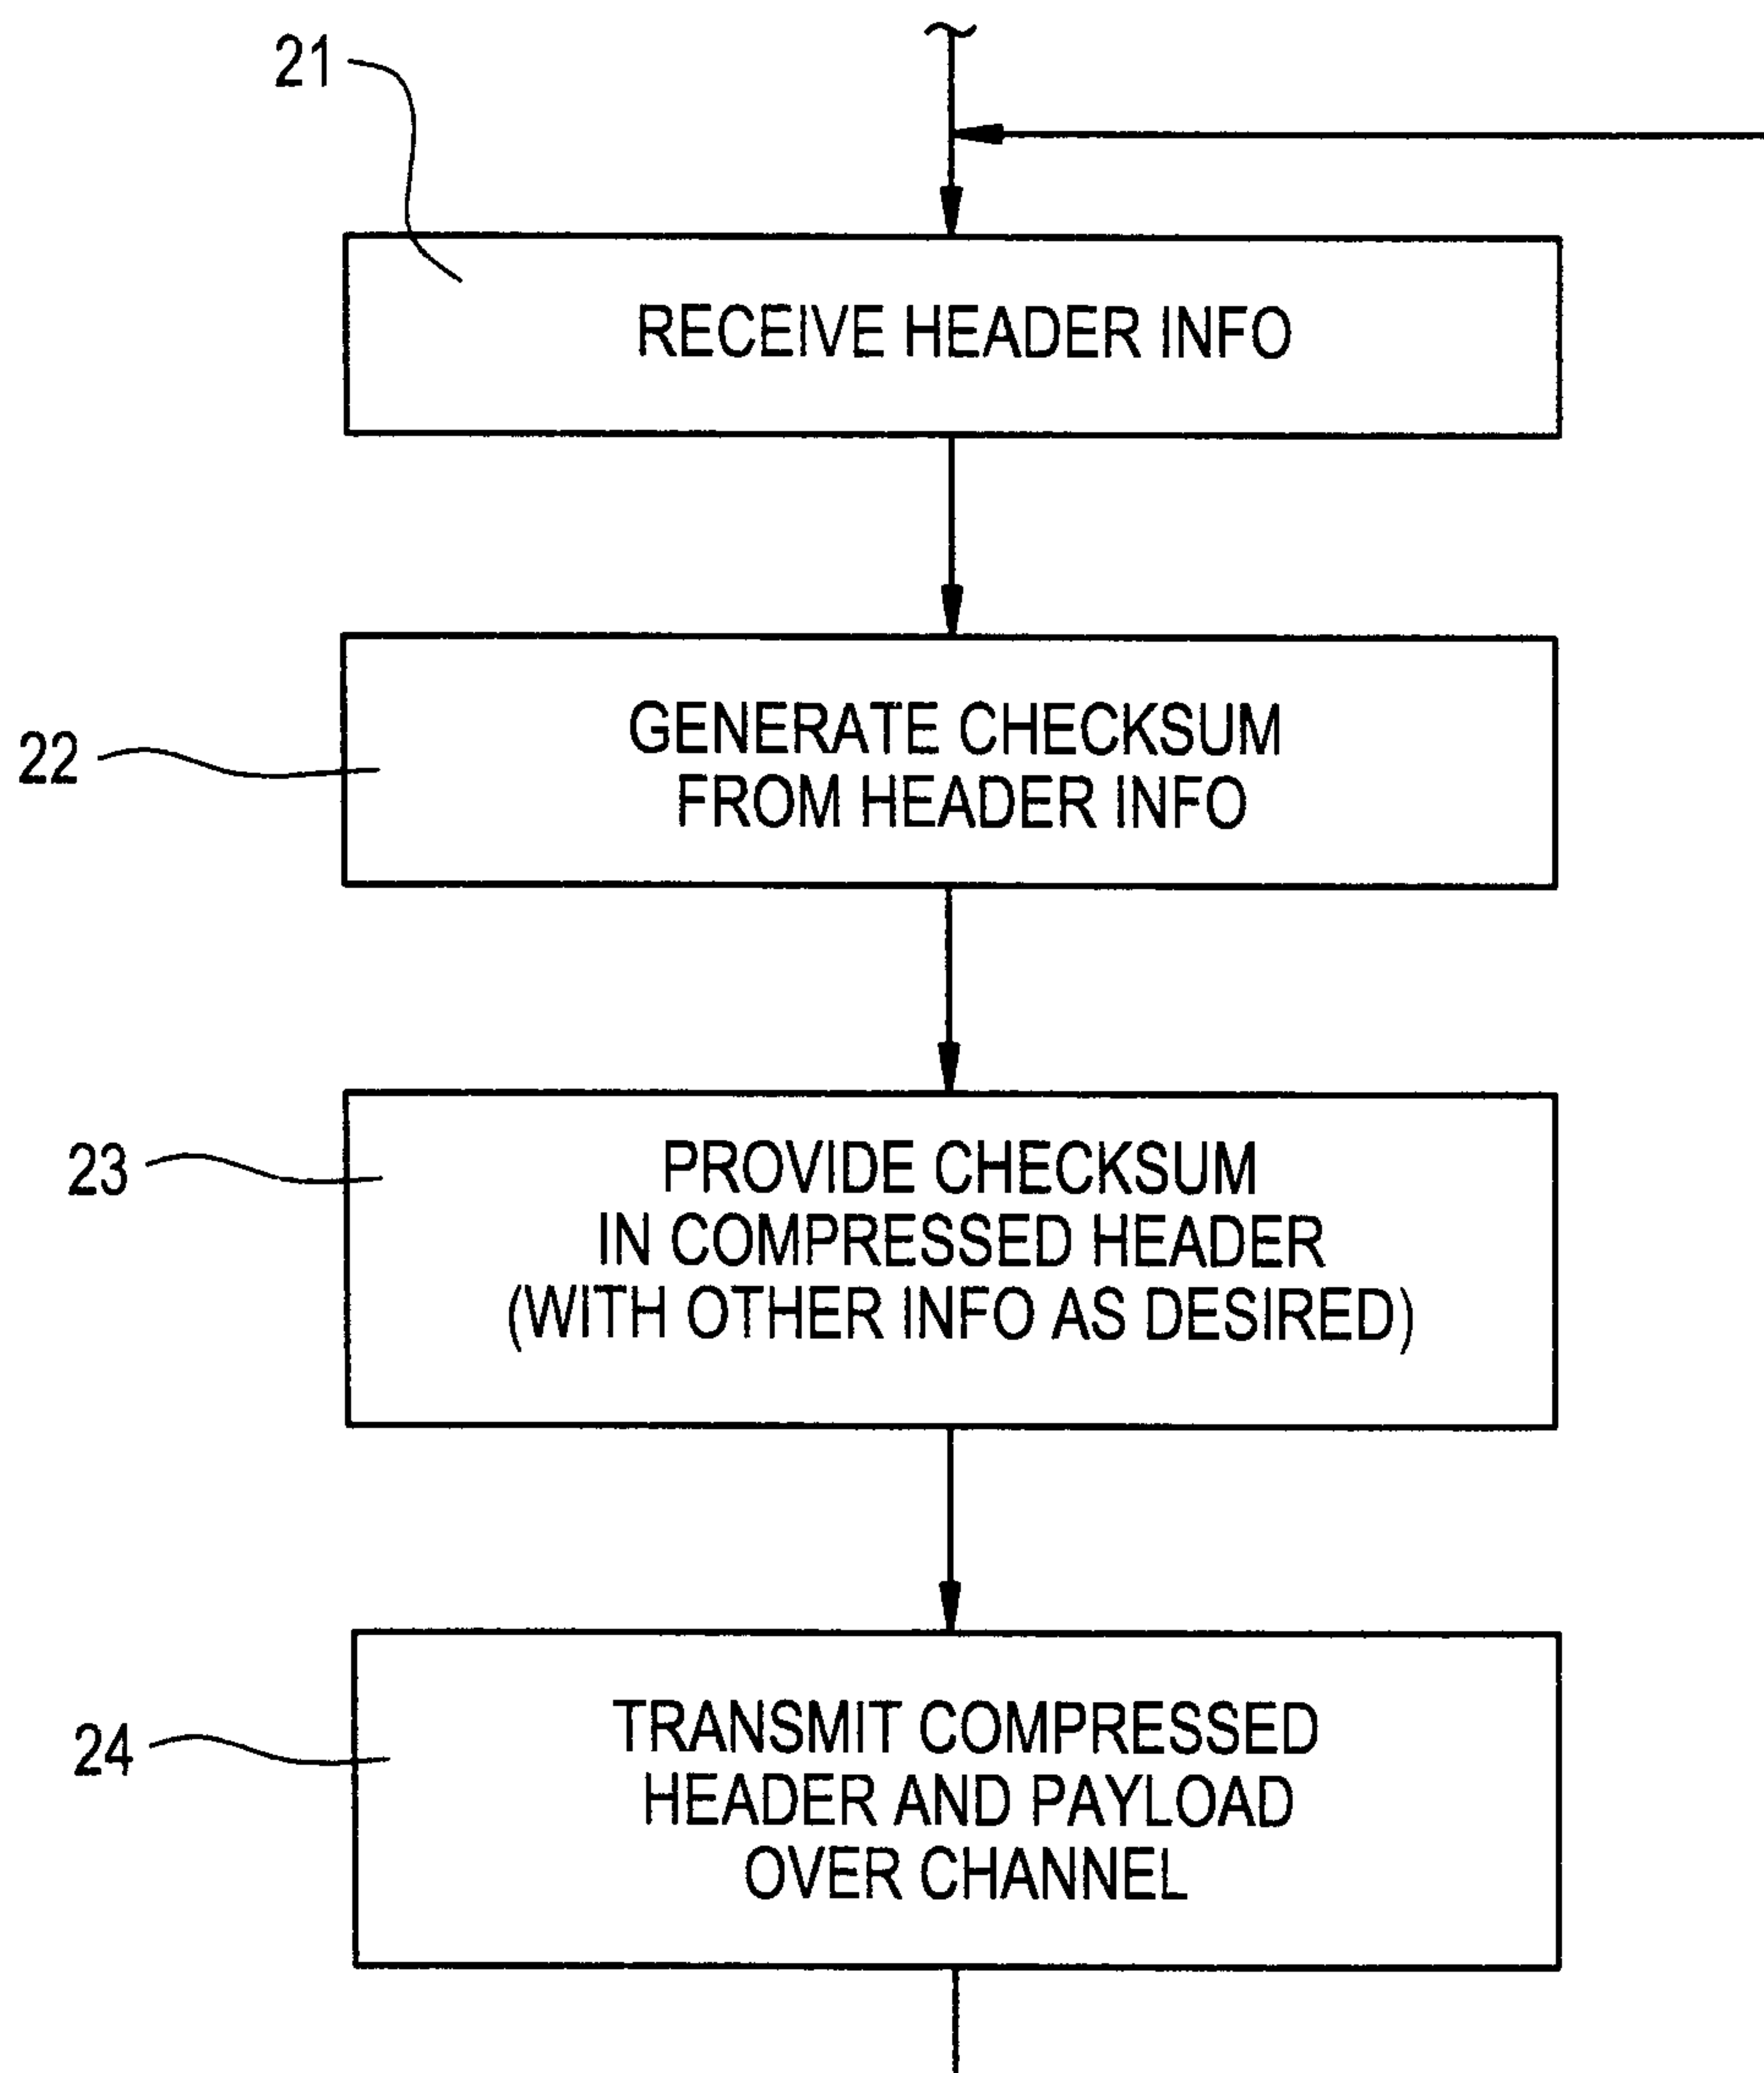 21
RECEIVE HEADER INFO
22
GENERATE CHECKSUM
FROM HEADER INFO
23
PROVIDE CHECKSUM
IN COMPRESSED HEADER
(WITH OTHER INFO AS DESIRED)
24
TRANSMIT COMPRESSED
HEADER AND PAYLOAD
OVER CHANNEL